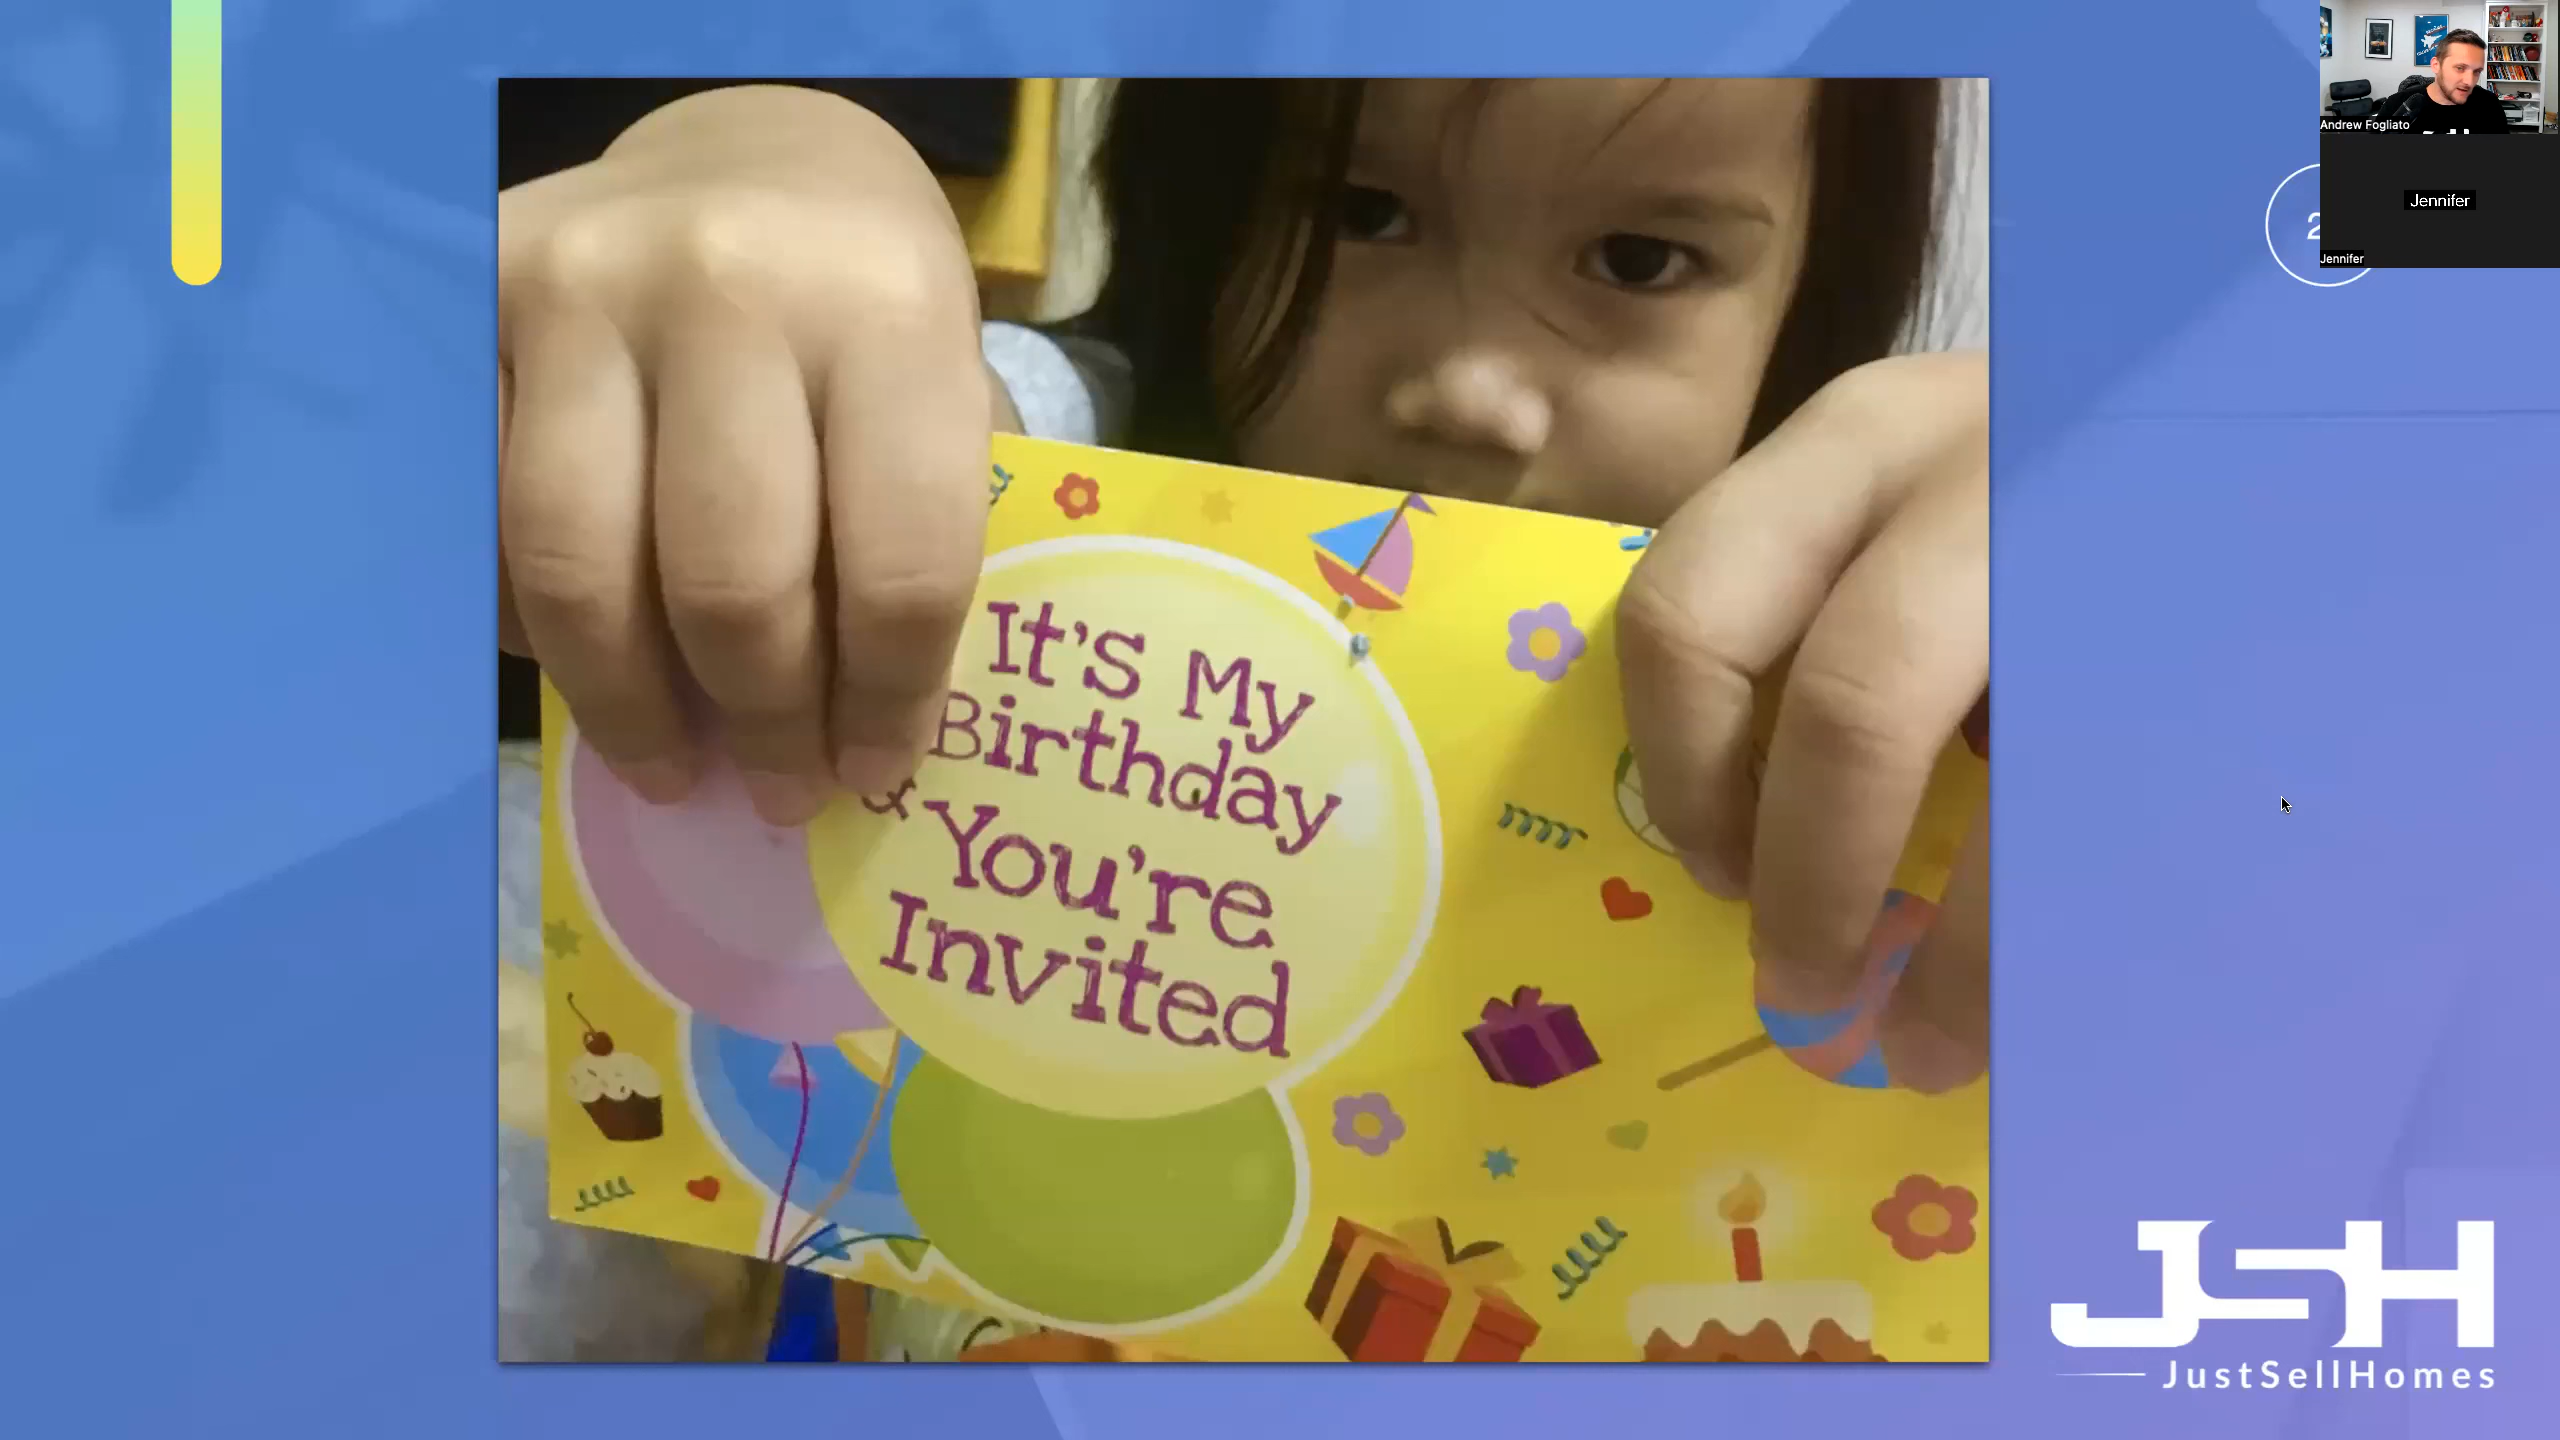 It's My
Birthday
& You're
Invited
Andrew Fogliato
Jennifer
Jennifer
JSH
JustSellHomes